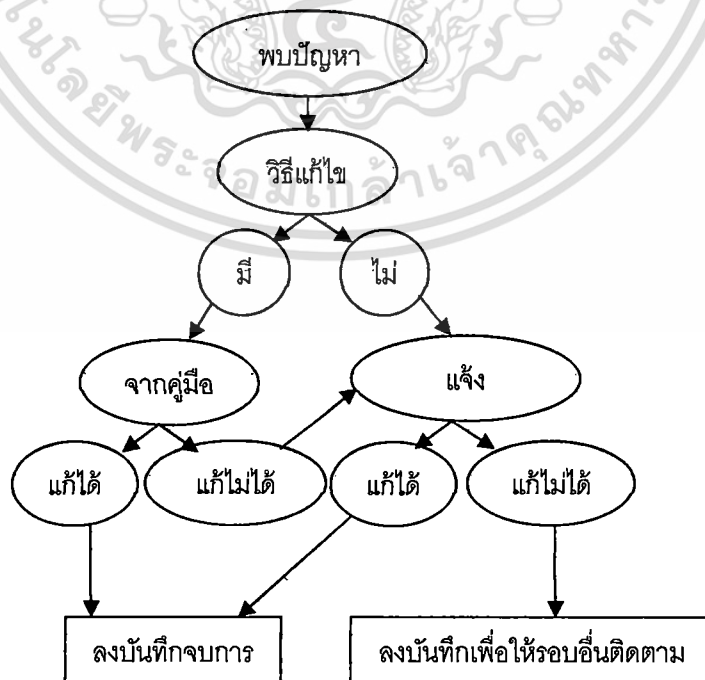 พบปัญหา
วิธีแก้ไข
มี
ไม่
จากคู่มือ
แจ้ง
แก้ได้
แก้ไม่ได้
แก้ได้
แก้ไม่ได้
ลงบันทึกจบการ
ลงบันทึกเพื่อให้รอบอื่นติดตาม